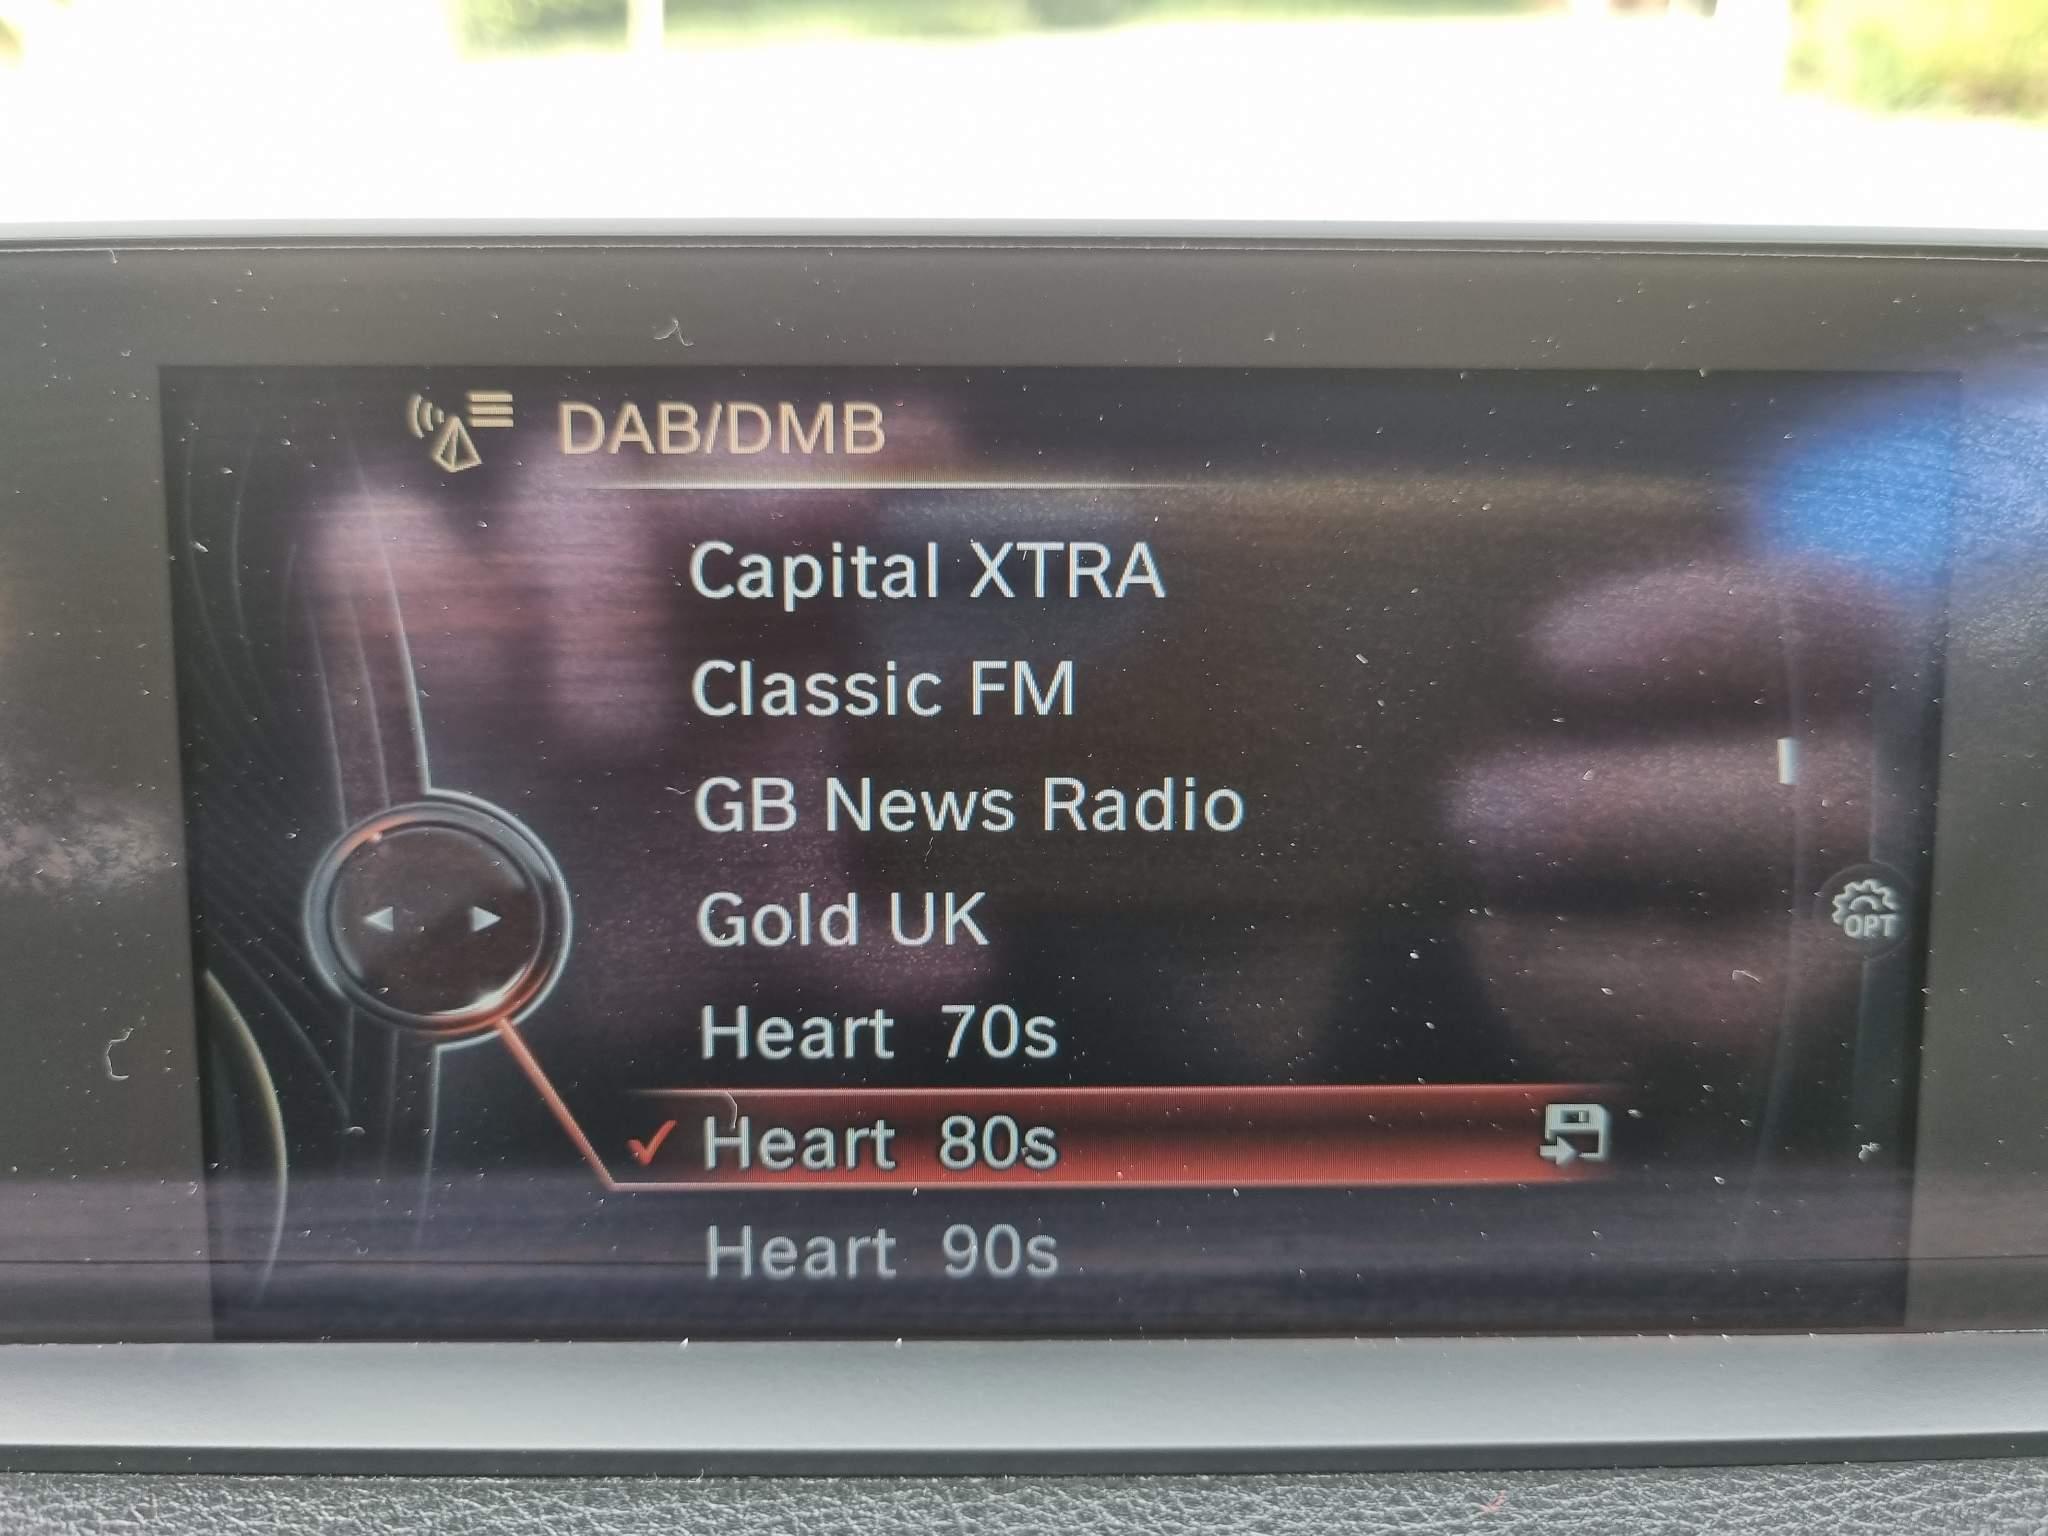 DAB/DMB
Capital XTRA
Classic FM
GB News Radio
Gold UK
OPT
Heart 70s
Heart 80s
Heart 90s